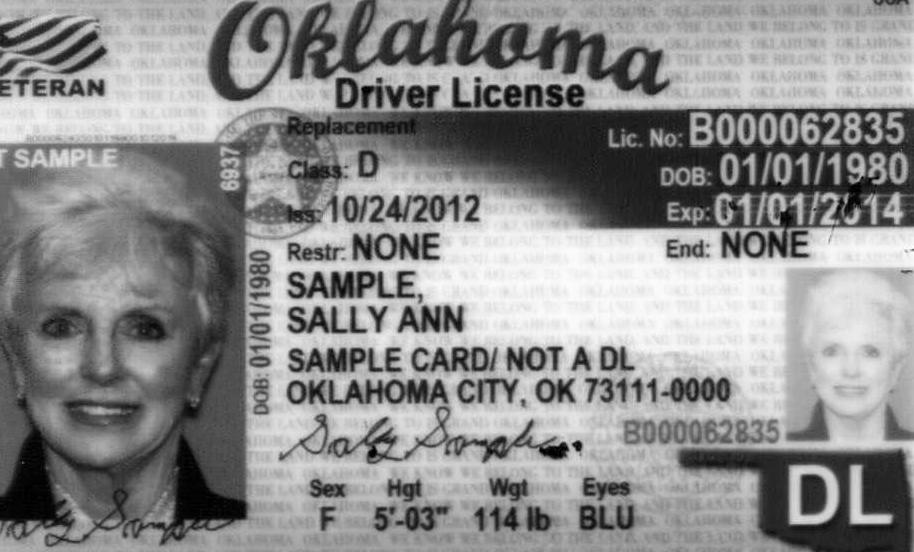 Oklahoma
ETERAN
Driver License
Replacement
Lic. No: B000062835
T SAMPLE
6937
Class: D
DOB: 01/01/1980
Iss: 10/24/2012
Exp: 01/01/2014
Restr: NONE
End: NONE
DOB: 01/01/1980
SAMPLE,
SALLY ANN
SAMPLE CARD/ NOT A DL
OKLAHOMA CITY, OK 73111-0000
Sally Sample
B000062835
Sex Hgt Wgt Eyes
F 5'-03" 114 lb BLU
DL
Sally Sample